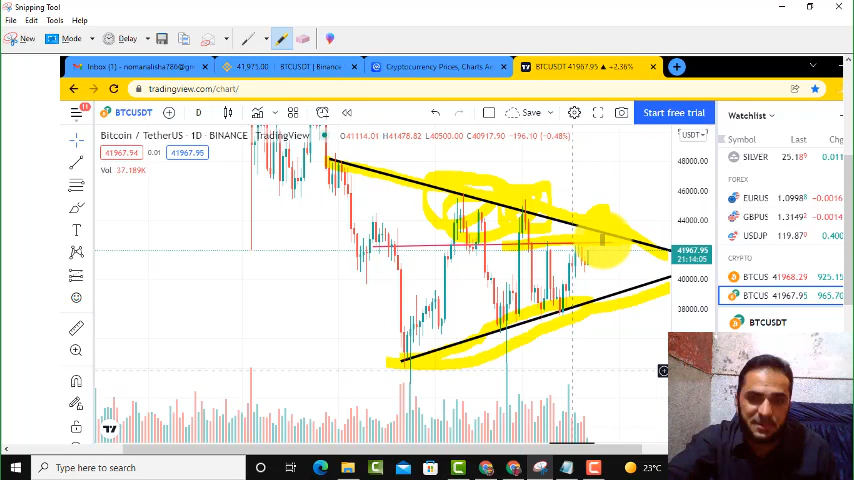 Snipping Tool
File Edit Tools Help
New Mode Delay
Inbox (1) - nomanalisha786@gm 41,975.00 BTCUSDT | Binance Cryptocurrency Prices, Charts An BTCUSDT 41967.95 ▲ +2.36%
tradingview.com/chart/
11 BTCUSDT D Save Start free trial Watchlist
Bitcoin / TetherUS · 1D · BINANCE TradingView O41114.01 H41478.82 L40500.00 C40917.90 -196.10 (-0.48%) USDT
Symbol Last Chg
41967.94 0.01 41967.95
Vol 37.189K
48000.00
SILVER 25.18 0.011
46000.00
FOREX
EURUS 1.0998 -0.0016
44000.00
GBPUS 1.3149 -0.0016
USDJP 119.87 0.400
41967.95
21:14:05
CRYPTO
40000.00
BTCUS 41968.29 925.15
BTCUS 41967.95 965.70
38000.00
BTCUSDT
Type here to search
23°C